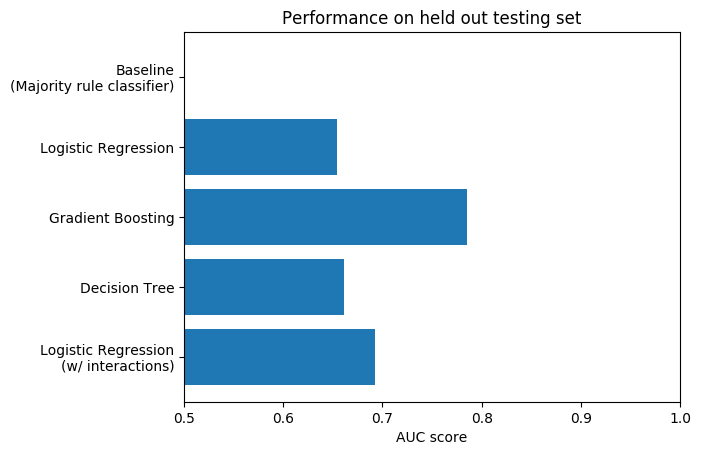 Performance on held out testing set
Baseline
(Majority rule classifier)
Logistic Regression
Gradient Boosting
Decision Tree
Logistic Regression
(w/ interactions)
0.5 0.6 0.7 0.8 0.9 1.0
AUC score